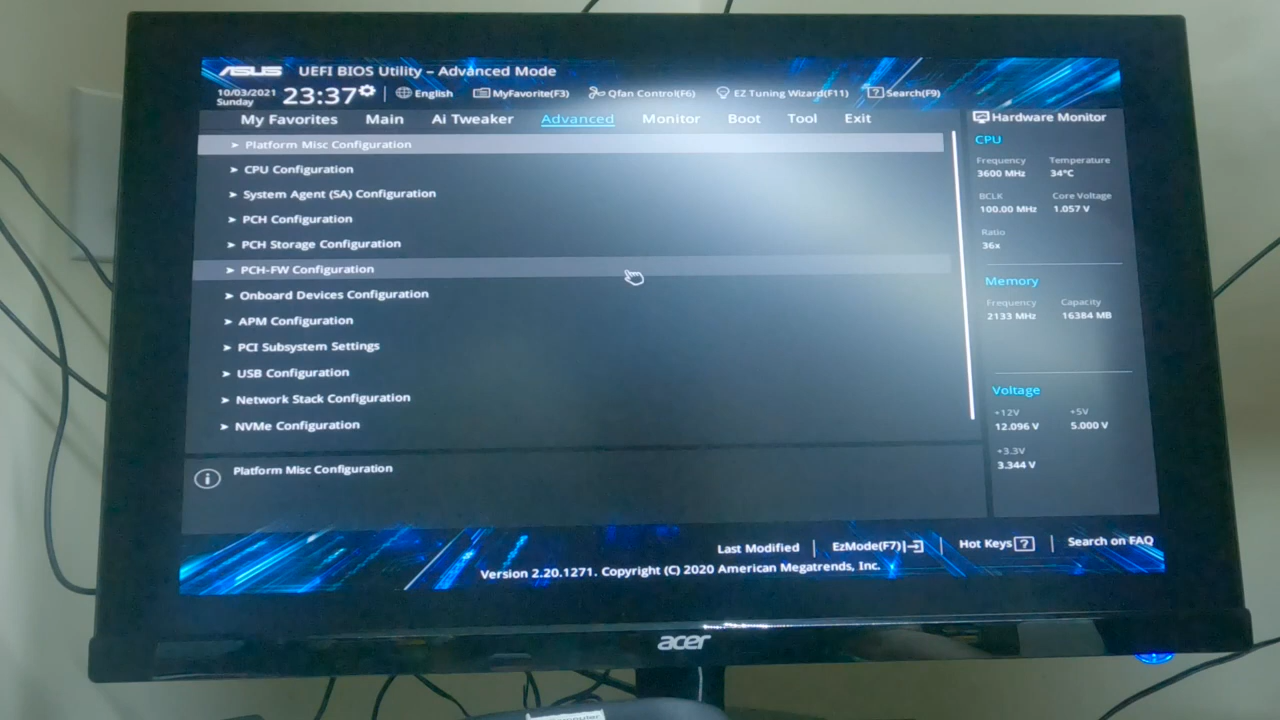 ASUS UEFI BIOS Utility – Advanced Mode
10/03/2021
Sunday
23:37
English
MyFavorite(F3)
Qfan Control(F6)
EZ Tuning Wizard(F11)
? Search(F9)
My Favorites Main Ai Tweaker Advanced Monitor Boot Tool Exit
Platform Misc Configuration
CPU Configuration
System Agent (SA) Configuration
PCH Configuration
PCH Storage Configuration
PCH-FW Configuration
Onboard Devices Configuration
APM Configuration
PCI Subsystem Settings
USB Configuration
Network Stack Configuration
NVMe Configuration
i Platform Misc Configuration
Hardware Monitor
CPU
Frequency Temperature
3600 MHz 34°C
BCLK Core Voltage
100.00 MHz 1.057 V
Ratio
36x
Memory
Frequency Capacity
2133 MHz 16384 MB
Voltage
+12V +5V
12.096 V 5.000 V
+3.3V
3.344 V
Last Modified
EzMode(F7)
Hot Keys ?
Search on FAQ
Version 2.20.1271. Copyright (C) 2020 American Megatrends, Inc.
acer